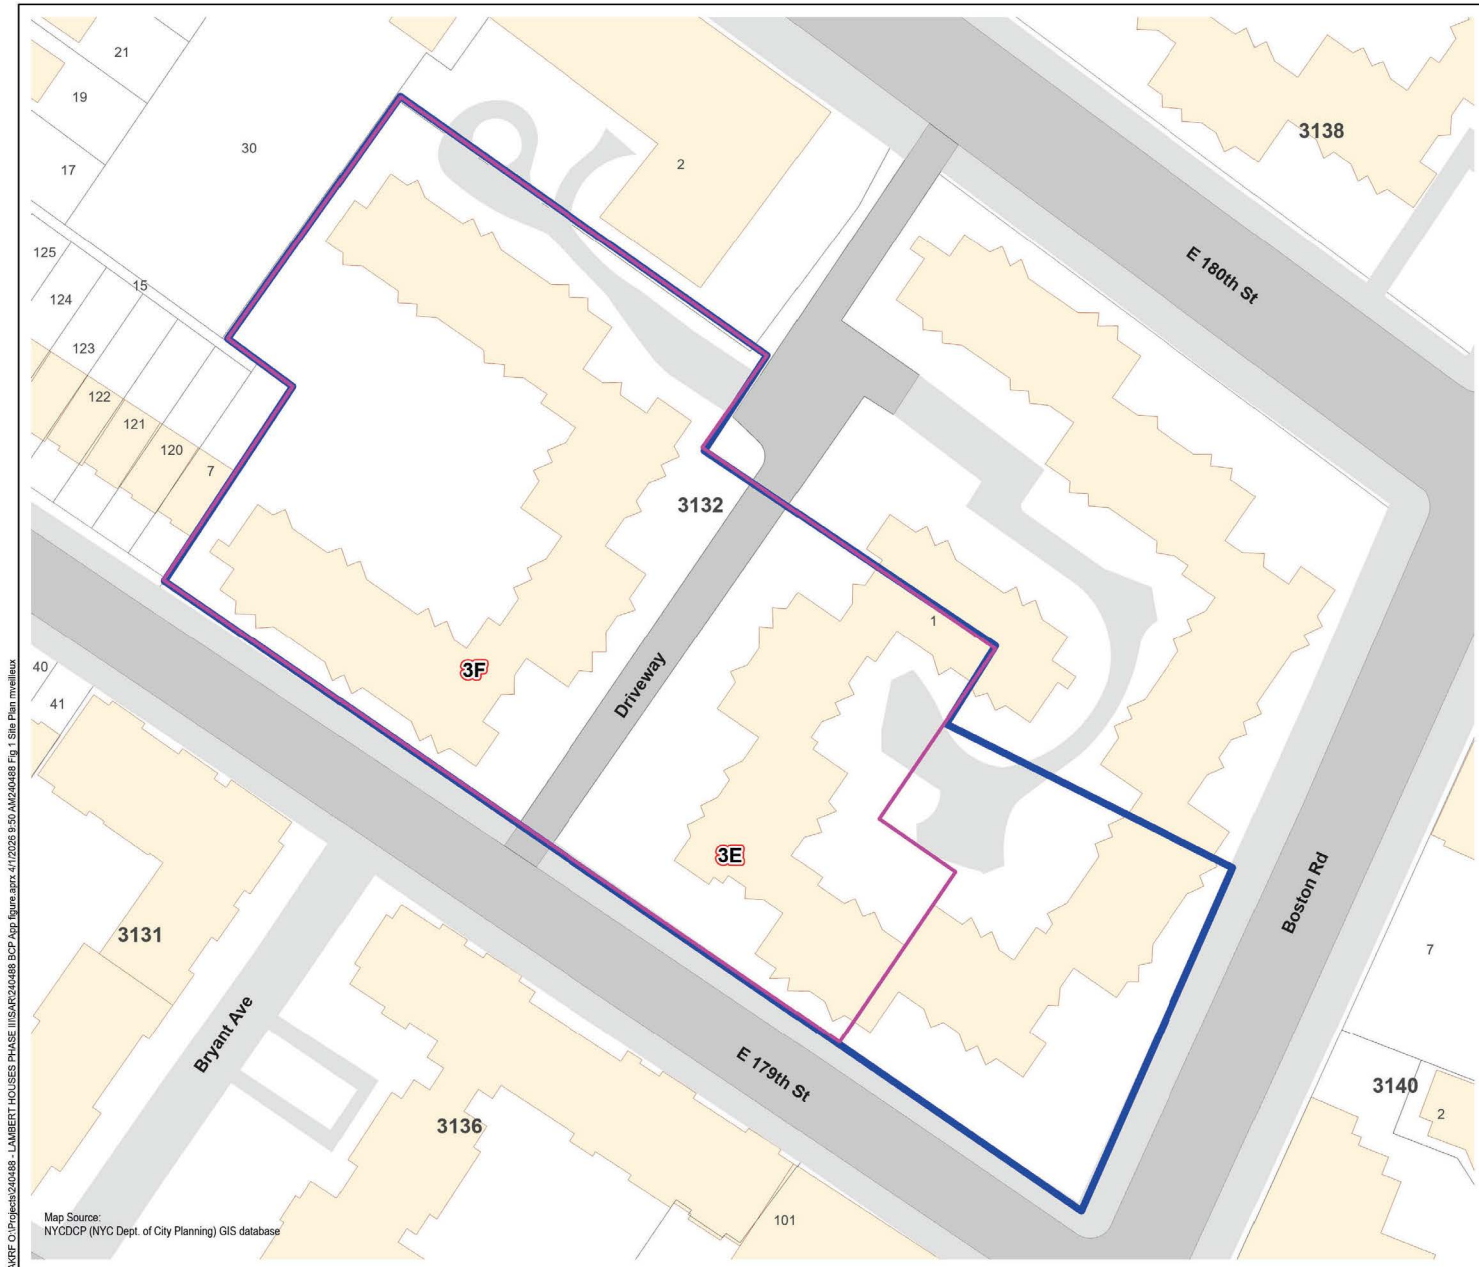 21
19
3138
30
17
2
125
E 180th St
15
124
123
122
121
120
7
3132
1
40
3F
Driveway
41
3E
Boston Rd
3131
7
Bryant Ave
E 179th St
3140
2
3136
101
Map Source:
NYCDCP (NYC Dept. of City Planning) GIS database
AKRF O:\Projects\240488 - LAMBERT HOUSES PHASE III\SAR\240488 BCP App figure.aprx 4/1/2026 9:50 AM240488 Fig 1 Site Plan mveilleux